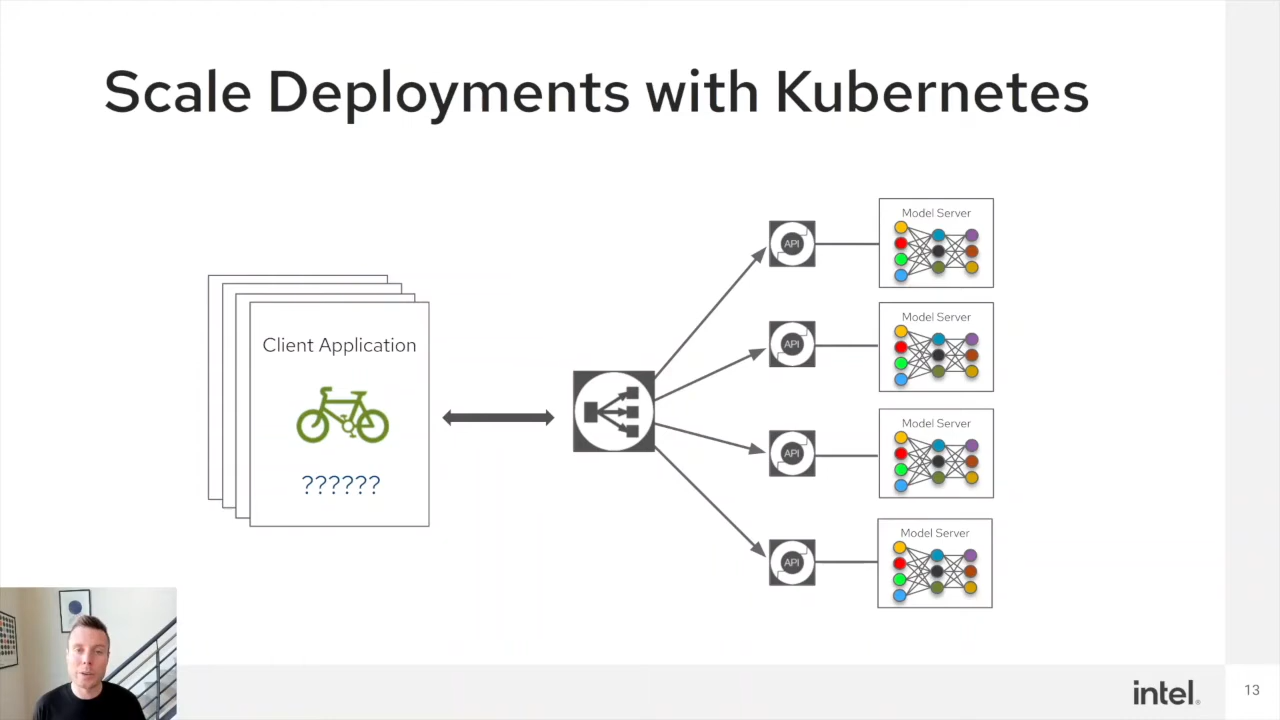 Scale Deployments with Kubernetes
Client Application
??????
API
Model Server
API
Model Server
API
Model Server
API
Model Server
intel.
13